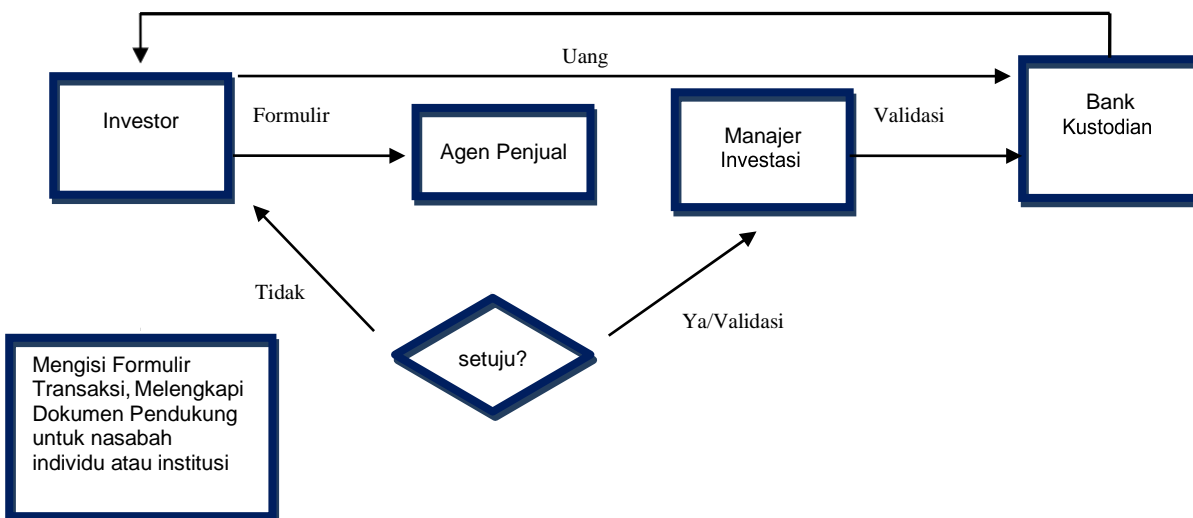 Uang
Investor
Formulir
Agen Penjual
Manajer
Investasi
Validasi
Bank
Kustodian
Tidak
setuju?
Ya/Validasi
Mengisi Formulir
Transaksi, Melengkapi
Dokumen Pendukung
untuk nasabah
individu atau institusi